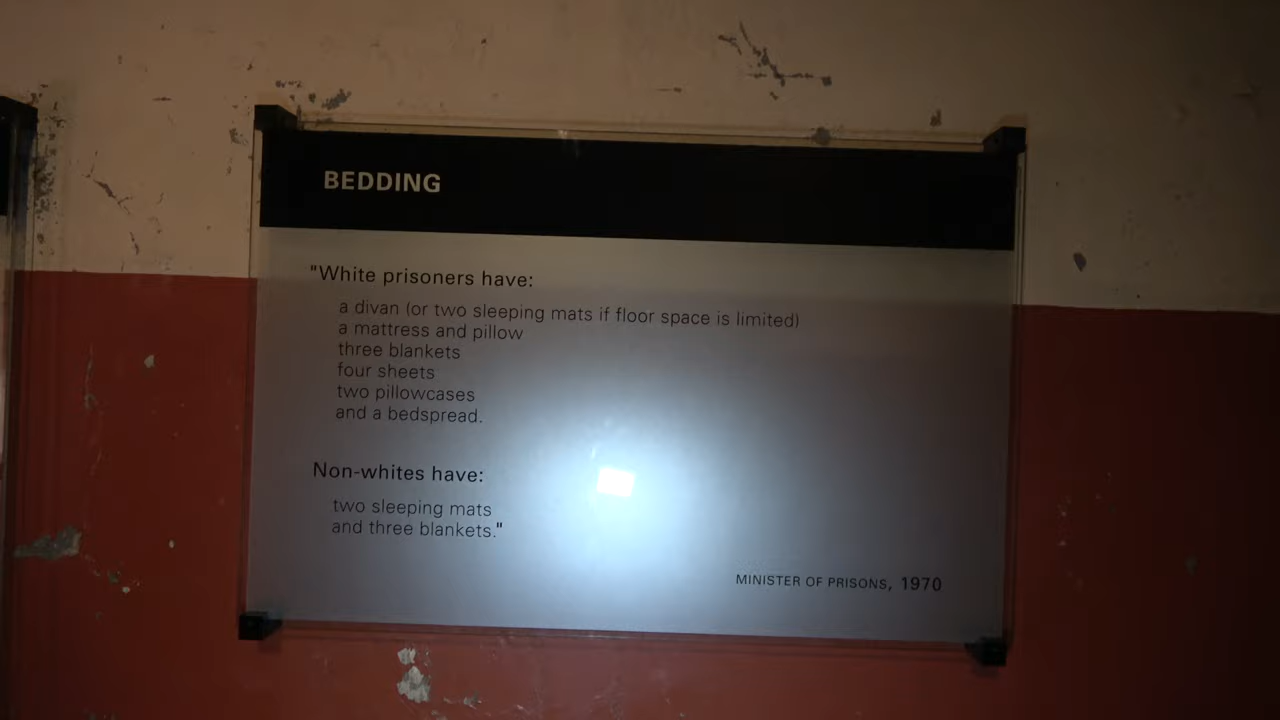 BEDDING
"White prisoners have:
a divan (or two sleeping mats if floor space is limited)
a mattress and pillow
three blankets
four sheets
two pillowcases
and a bedspread.
Non-whites have:
two sleeping mats
and three blankets."
MINISTER OF PRISONS, 1970